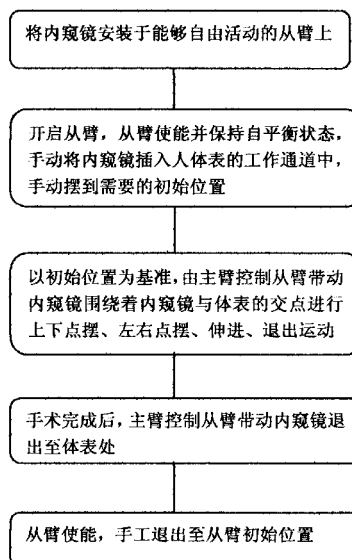 将内窥镜安装于能够自由活动的从臂上
开启从臂，从臂使能并保持自平衡状态，
手动将内窥镜插入人体表的工作通道中，
手动摆到需要的初始位置
以初始位置为基准，由主臂控制从臂带动
内窥镜围绕着内窥镜与体表的交点进行
上下点摆、左右点摆、伸进、退出运动
手术完成后，主臂控制从臂带动内窥镜退
出至体表处
从臂使能，手工退出至从臂初始位置